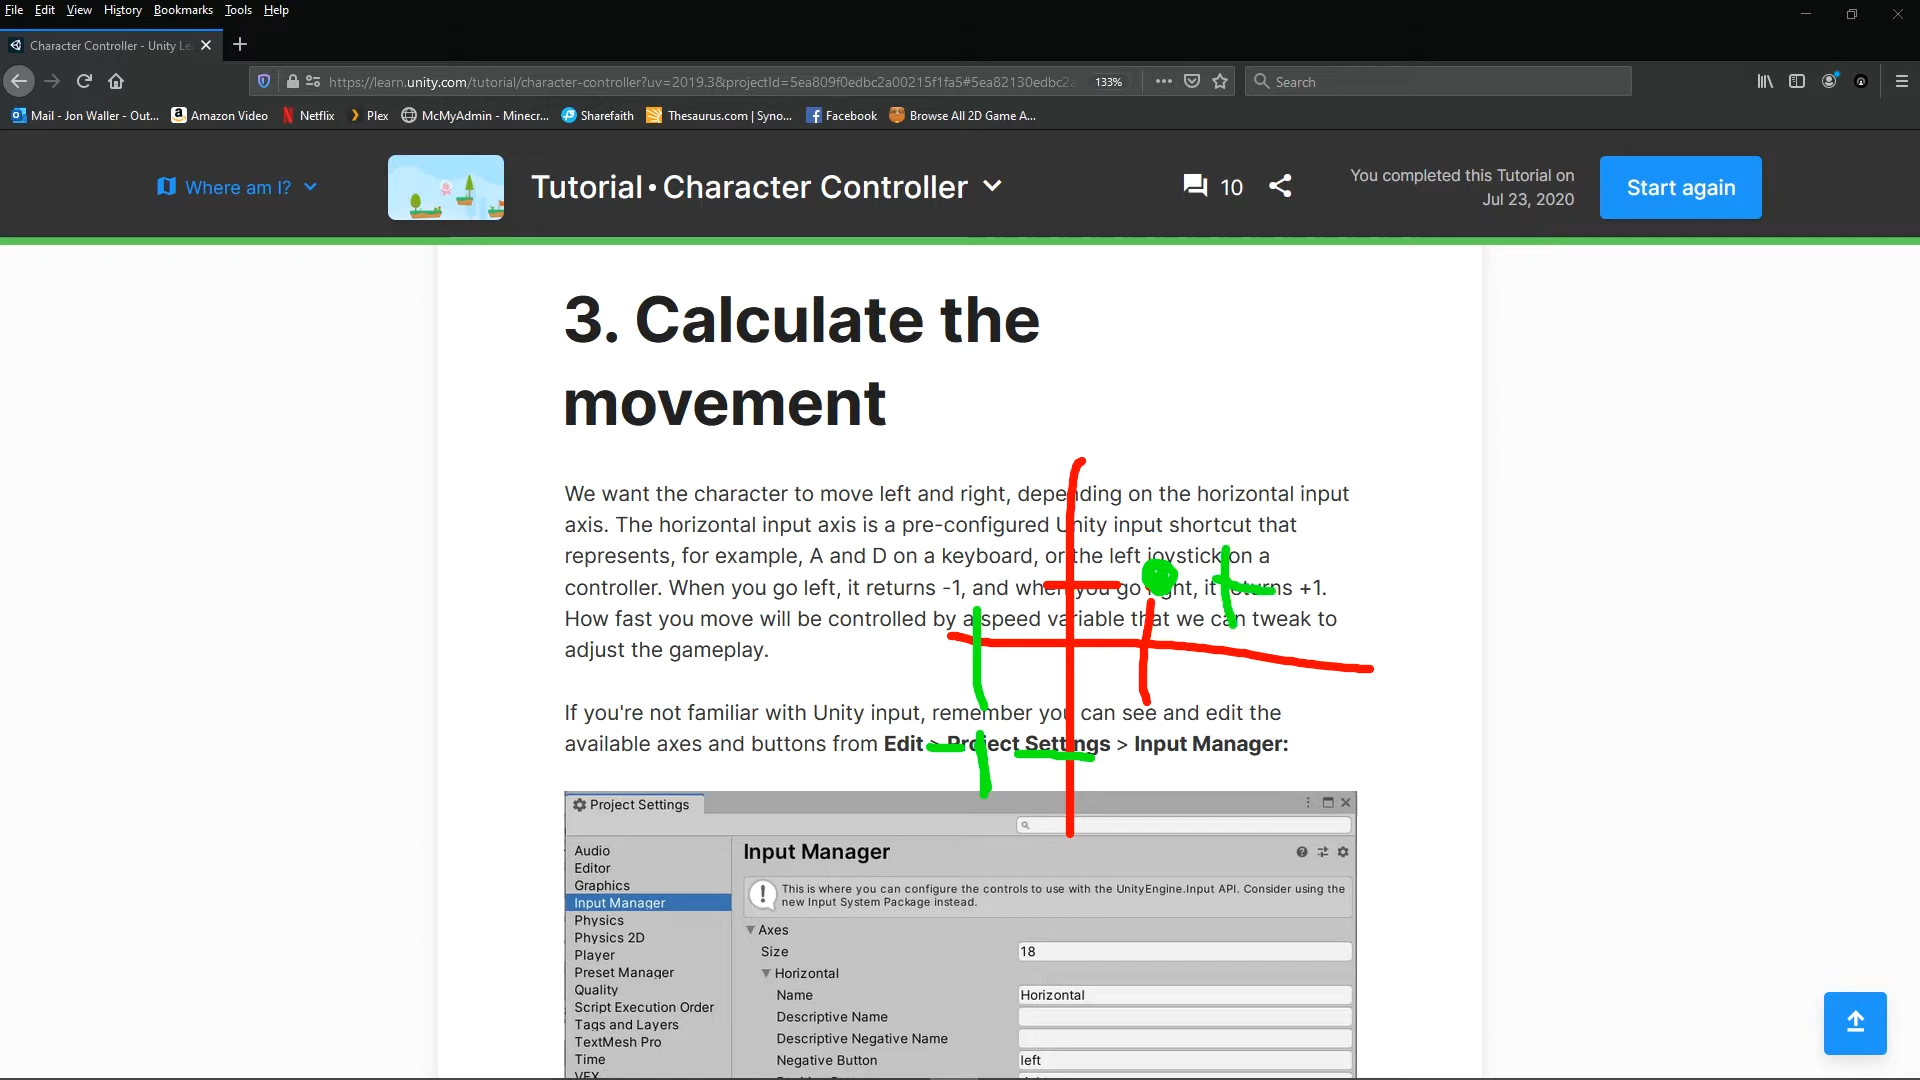 File Edit View History Bookmarks Tools Help
Character Controller - Unity Le
https://learn.unity.com/tutorial/character-controller?uv=2019.3&projectId=5ea809f0edbc2a00215f1fa5#5ea82130edbc2a
133%
Search
Mail - Jon Waller - Out... Amazon Video Netflix Plex McMyAdmin - Minecr... Sharefaith Thesaurus.com | Syno... Facebook Browse All 2D Game A...
Where am I?
Tutorial • Character Controller
10
You completed this Tutorial on
Jul 23, 2020
Start again
3. Calculate the
movement
We want the character to move left and right, depending on the horizontal input
axis. The horizontal input axis is a pre-configured Unity input shortcut that
represents, for example, A and D on a keyboard, or the left joystick on a
controller. When you go left, it returns -1, and when you go right, it returns +1.
How fast you move will be controlled by a speed variable that we can tweak to
adjust the gameplay.
If you're not familiar with Unity input, remember you can see and edit the
available axes and buttons from Edit > Project Settings > Input Manager:
Project Settings
Audio
Editor
Graphics
Input Manager
Physics
Physics 2D
Player
Preset Manager
Quality
Script Execution Order
Tags and Layers
TextMesh Pro
Time
VFX
Input Manager
This is where you can configure the controls to use with the UnityEngine.Input API. Consider using the
new Input System Package instead.
Axes
Size 18
Horizontal
Name Horizontal
Descriptive Name
Descriptive Negative Name
Negative Button left